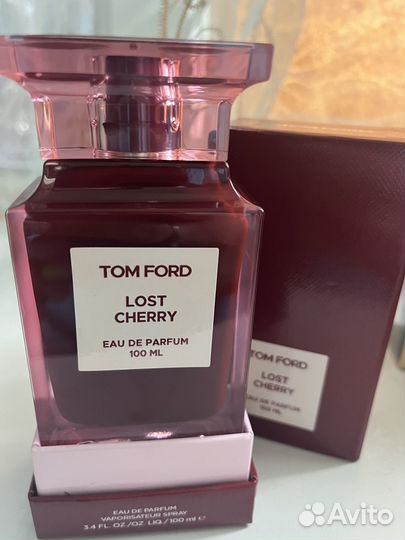 TOM FORD
LOST
CHERRY
EAU DE PARFUM
100 ML
TOM FORD
LOST
CHERRY
EAU DE PARFUM
100 ML
EAU DE PARFUM
VAPORISATEUR SPRAY
3.4 FL. OZ./OZ. LIQ./100 ml ℮
Avito